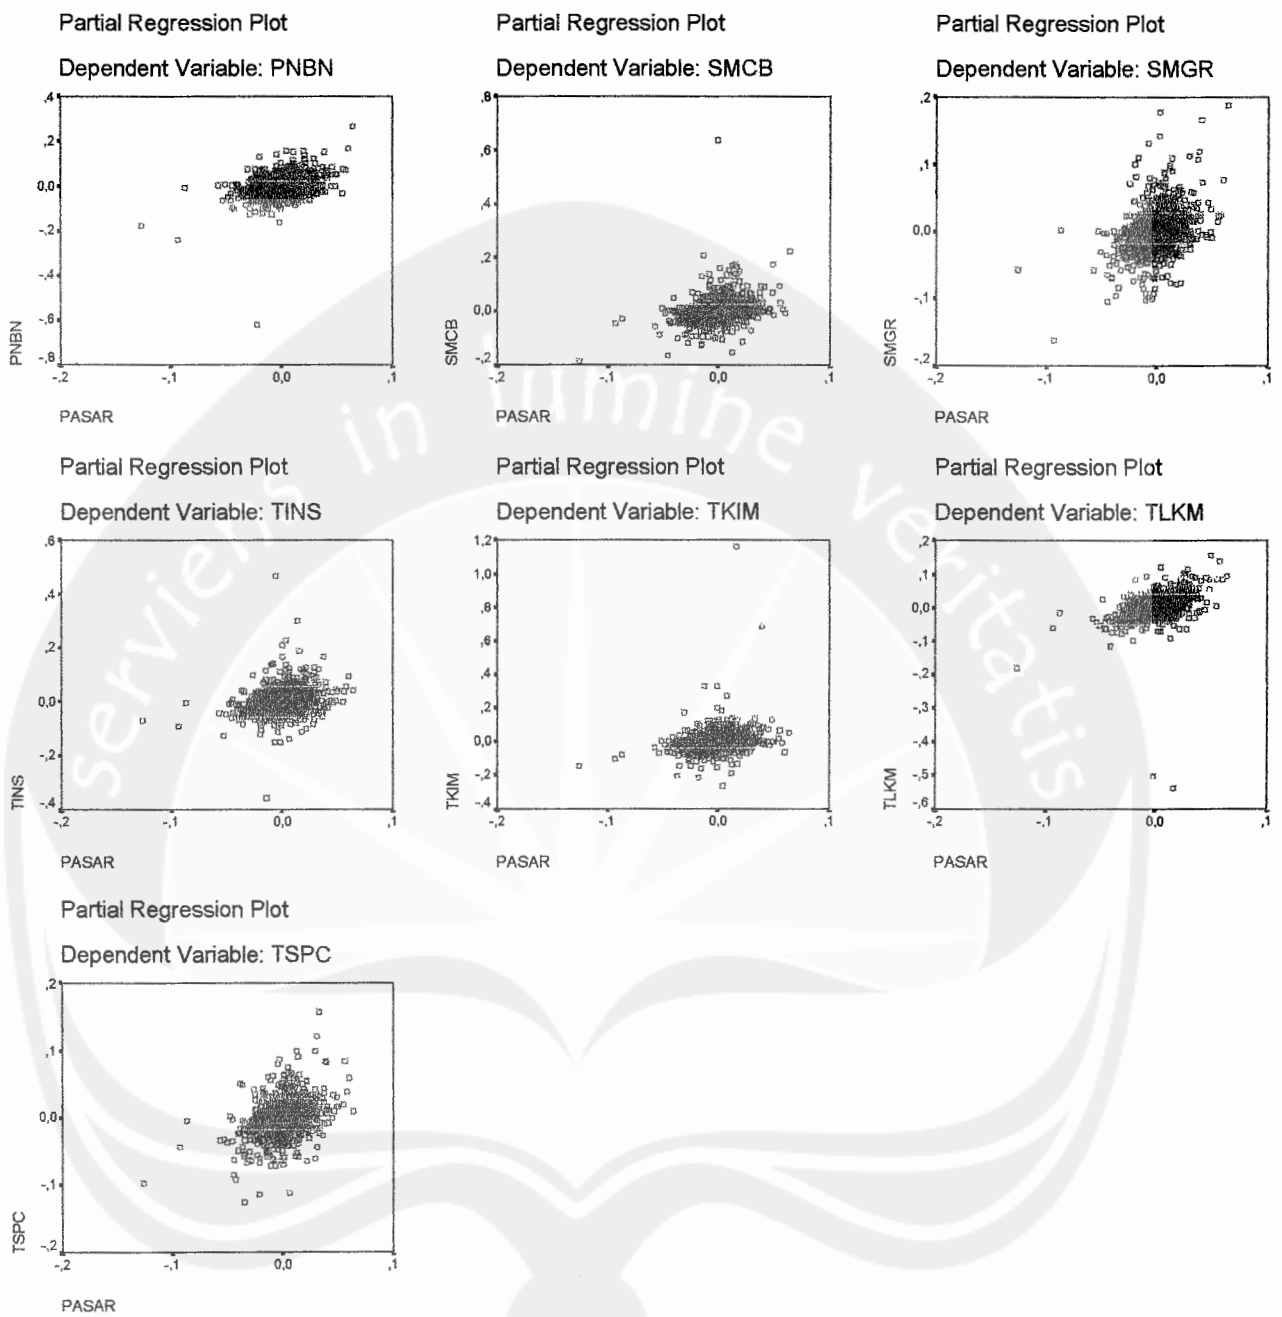 Partial Regression Plot
Dependent Variable: PNBN
,4
,2
0,0
-,2
-,4
-,6
-,8
PNBN
-,2
-,1
0,0
,1
PASAR
Partial Regression Plot
Dependent Variable: SMCB
,8
,6
,4
,2
0,0
-,2
SMCB
-,2
-,1
0,0
,1
PASAR
Partial Regression Plot
Dependent Variable: SMGR
,2
,1
0,0
-,1
-,2
SMGR
-,2
-,1
0,0
,1
PASAR
serviens in lumine veritatis
Partial Regression Plot
Dependent Variable: TINS
,6
,4
,2
0,0
-,2
-,4
TINS
-,2
-,1
0,0
,1
PASAR
Partial Regression Plot
Dependent Variable: TKIM
1,2
1,0
,8
,6
,4
,2
0,0
-,2
-,4
TKIM
-,2
-,1
0,0
,1
PASAR
Partial Regression Plot
Dependent Variable: TLKM
,2
,1
0,0
-,1
-,2
-,3
-,4
-,5
-,6
TLKM
-,2
-,1
0,0
,1
PASAR
Partial Regression Plot
Dependent Variable: TSPC
,2
,1
0,0
-,1
-,2
TSPC
-,2
-,1
0,0
,1
PASAR